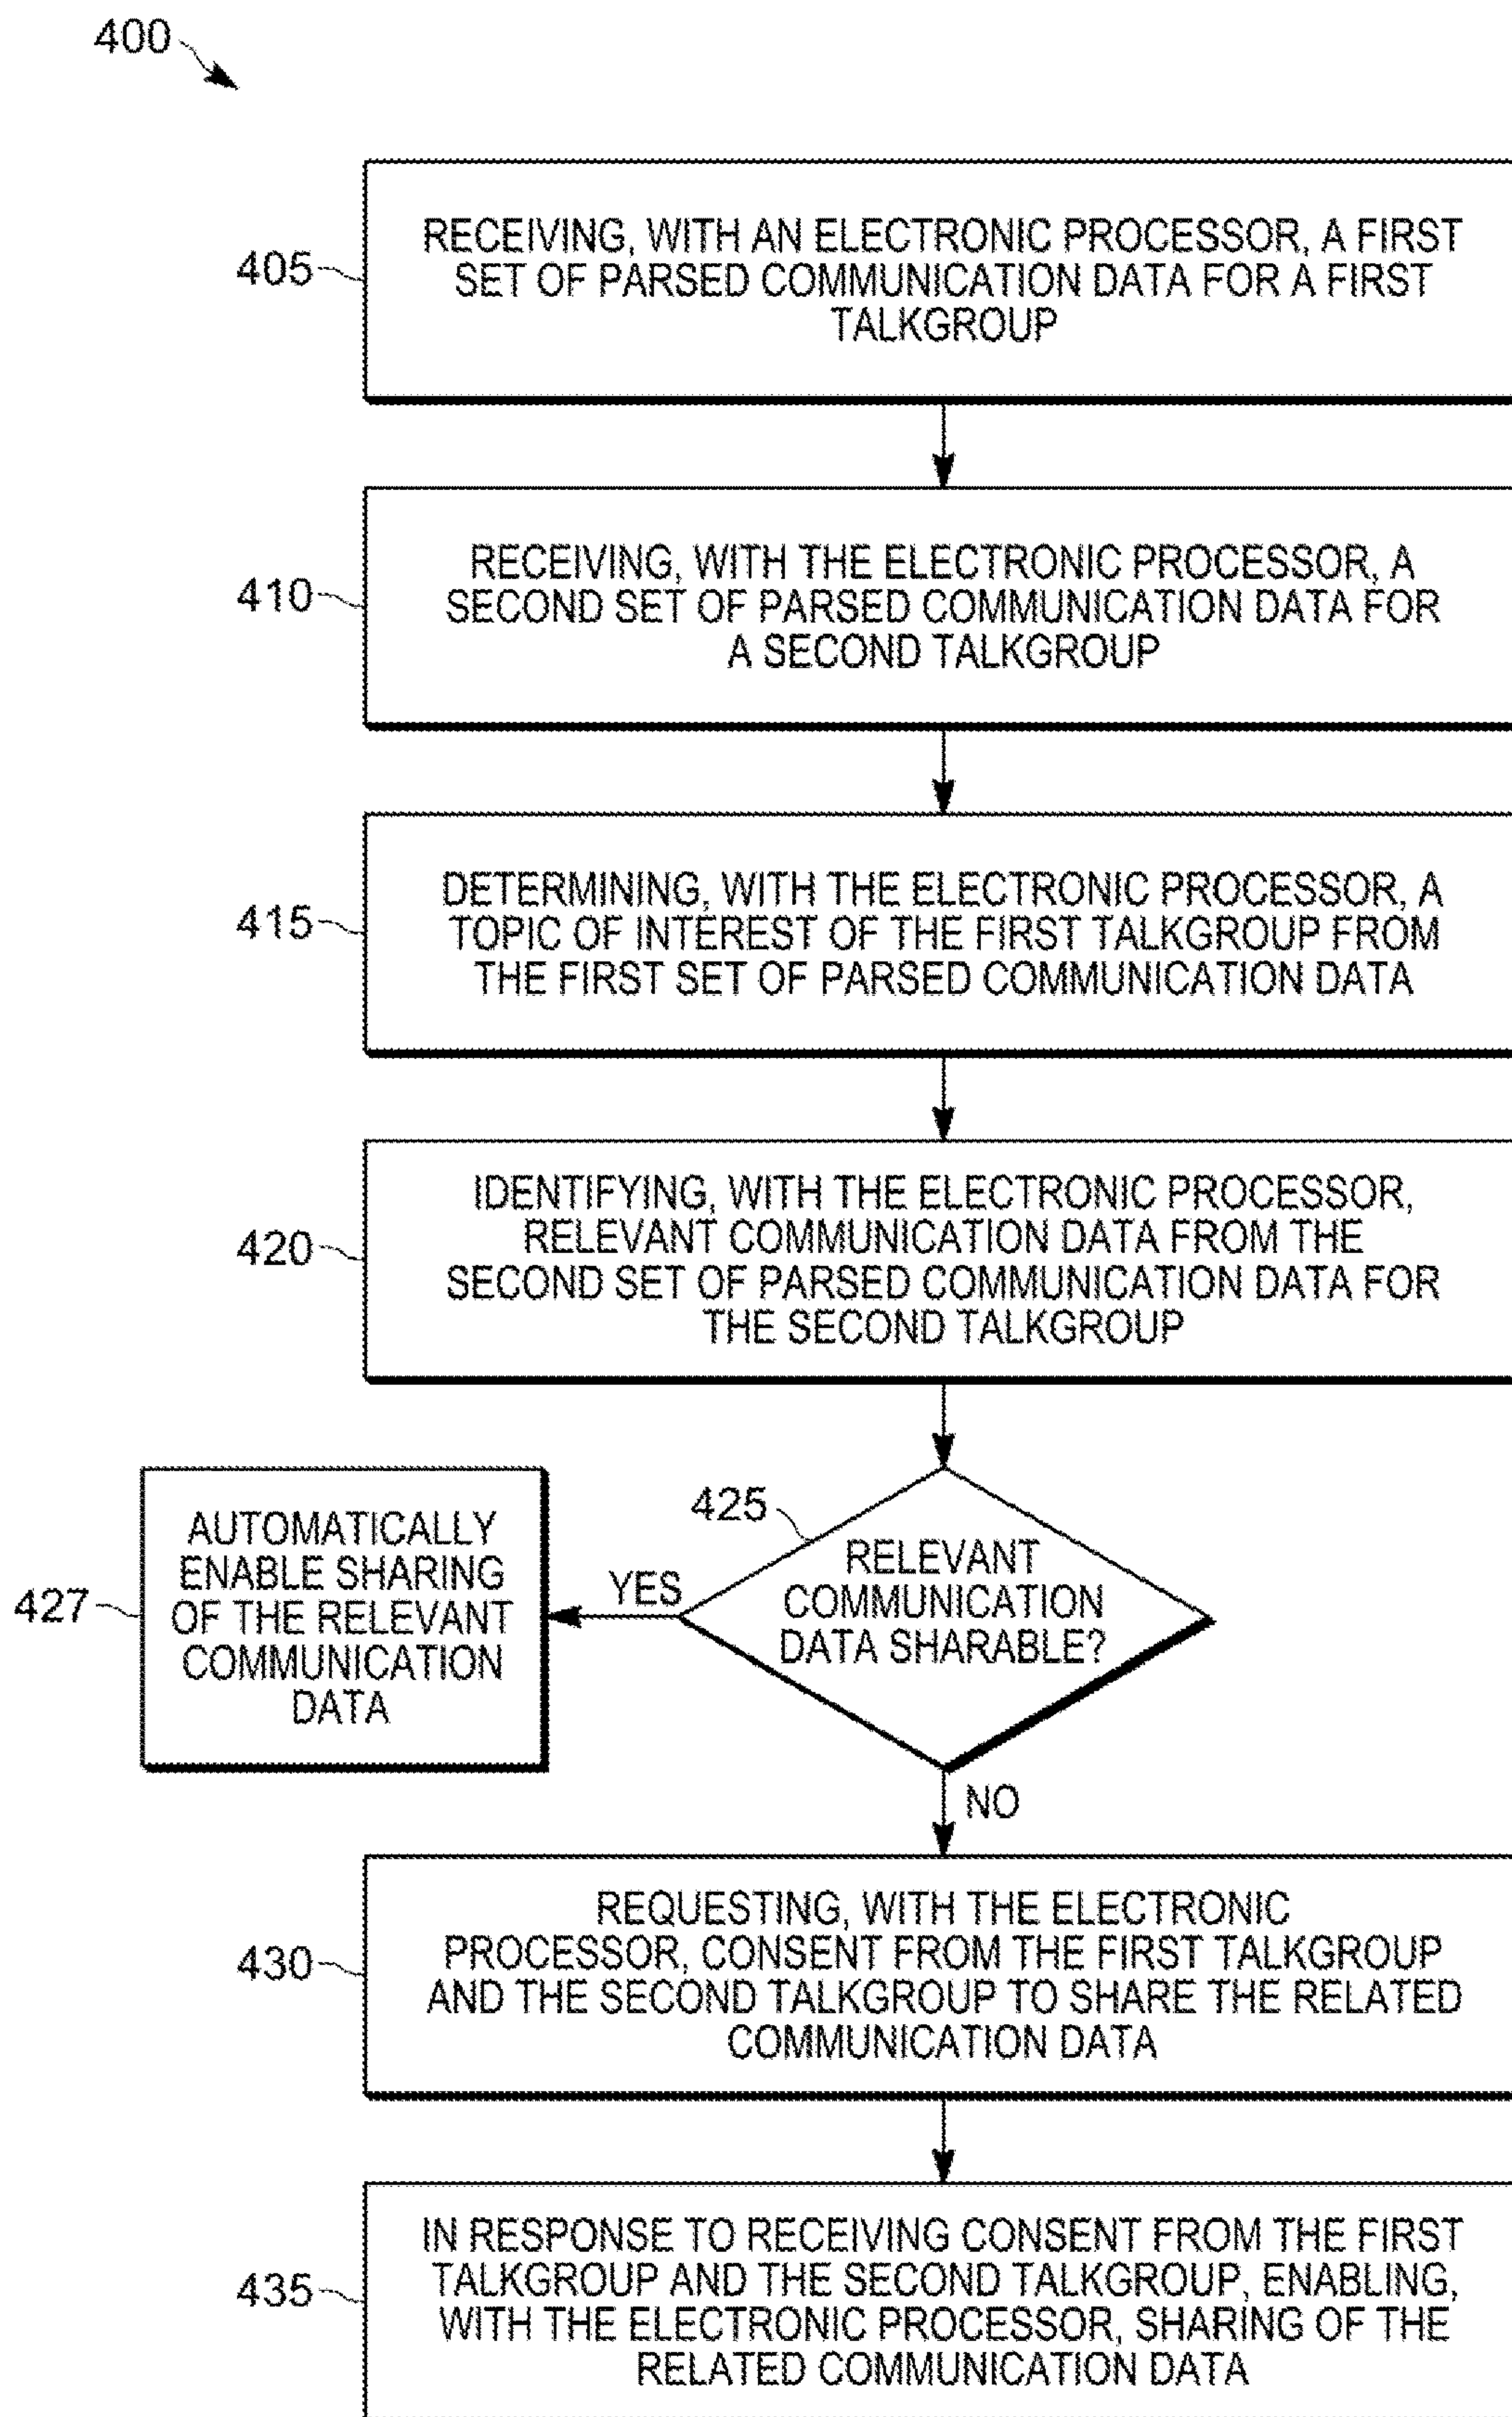 400
405
RECEIVING, WITH AN ELECTRONIC PROCESSOR, A FIRST
SET OF PARSED COMMUNICATION DATA FOR A FIRST
TALKGROUP
410
RECEIVING, WITH THE ELECTRONIC PROCESSOR, A
SECOND SET OF PARSED COMMUNICATION DATA FOR
A SECOND TALKGROUP
415
DETERMINING, WITH THE ELECTRONIC PROCESSOR, A
TOPIC OF INTEREST OF THE FIRST TALKGROUP FROM
THE FIRST SET OF PARSED COMMUNICATION DATA
420
IDENTIFYING, WITH THE ELECTRONIC PROCESSOR,
RELEVANT COMMUNICATION DATA FROM THE
SECOND SET OF PARSED COMMUNICATION DATA FOR
THE SECOND TALKGROUP
425
RELEVANT
COMMUNICATION
DATA SHARABLE?
YES
427
AUTOMATICALLY
ENABLE SHARING
OF THE RELEVANT
COMMUNICATION
DATA
NO
430
REQUESTING, WITH THE ELECTRONIC
PROCESSOR, CONSENT FROM THE FIRST TALKGROUP
AND THE SECOND TALKGROUP TO SHARE THE RELATED
COMMUNICATION DATA
435
IN RESPONSE TO RECEIVING CONSENT FROM THE FIRST
TALKGROUP AND THE SECOND TALKGROUP, ENABLING,
WITH THE ELECTRONIC PROCESSOR, SHARING OF THE
RELATED COMMUNICATION DATA